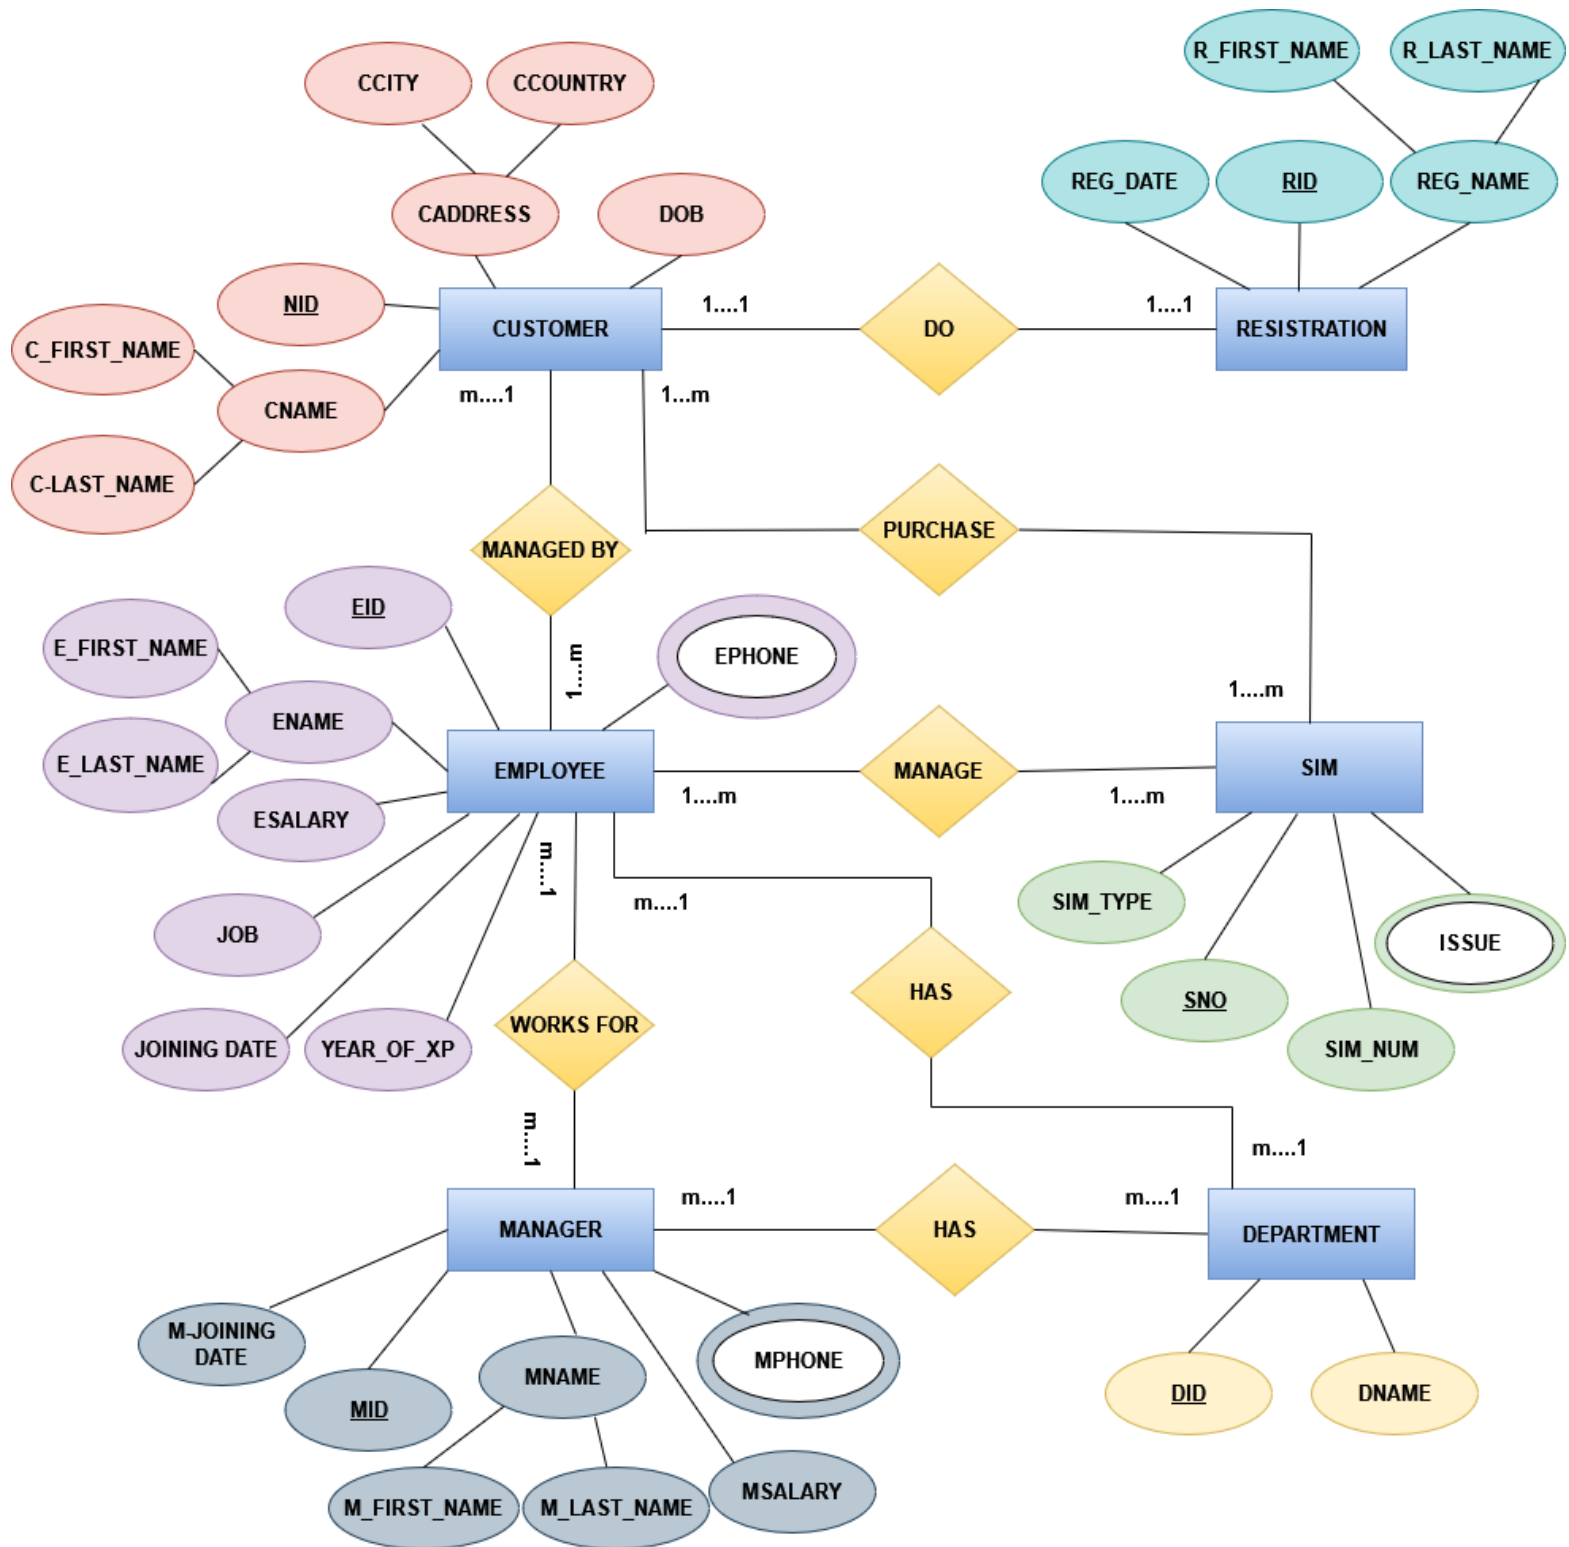 R_FIRST_NAME
R_LAST_NAME
CCITY
CCOUNTRY
REG_DATE
RID
REG_NAME
CADDRESS
DOB
NID
1....1
1....1
CUSTOMER
DO
RESISTRATION
C_FIRST_NAME
m....1
1...m
CNAME
C-LAST_NAME
PURCHASE
MANAGED BY
EID
E_FIRST_NAME
1....m
EPHONE
1....m
ENAME
E_LAST_NAME
EMPLOYEE
MANAGE
SIM
1....m
1....m
ESALARY
m....1
m....1
SIM_TYPE
JOB
ISSUE
HAS
SNO
WORKS FOR
JOINING DATE
YEAR_OF_XP
SIM_NUM
m....1
m....1
m....1
m....1
MANAGER
HAS
DEPARTMENT
M-JOINING
DATE
MPHONE
MNAME
MID
DID
DNAME
MSALARY
M_FIRST_NAME
M_LAST_NAME